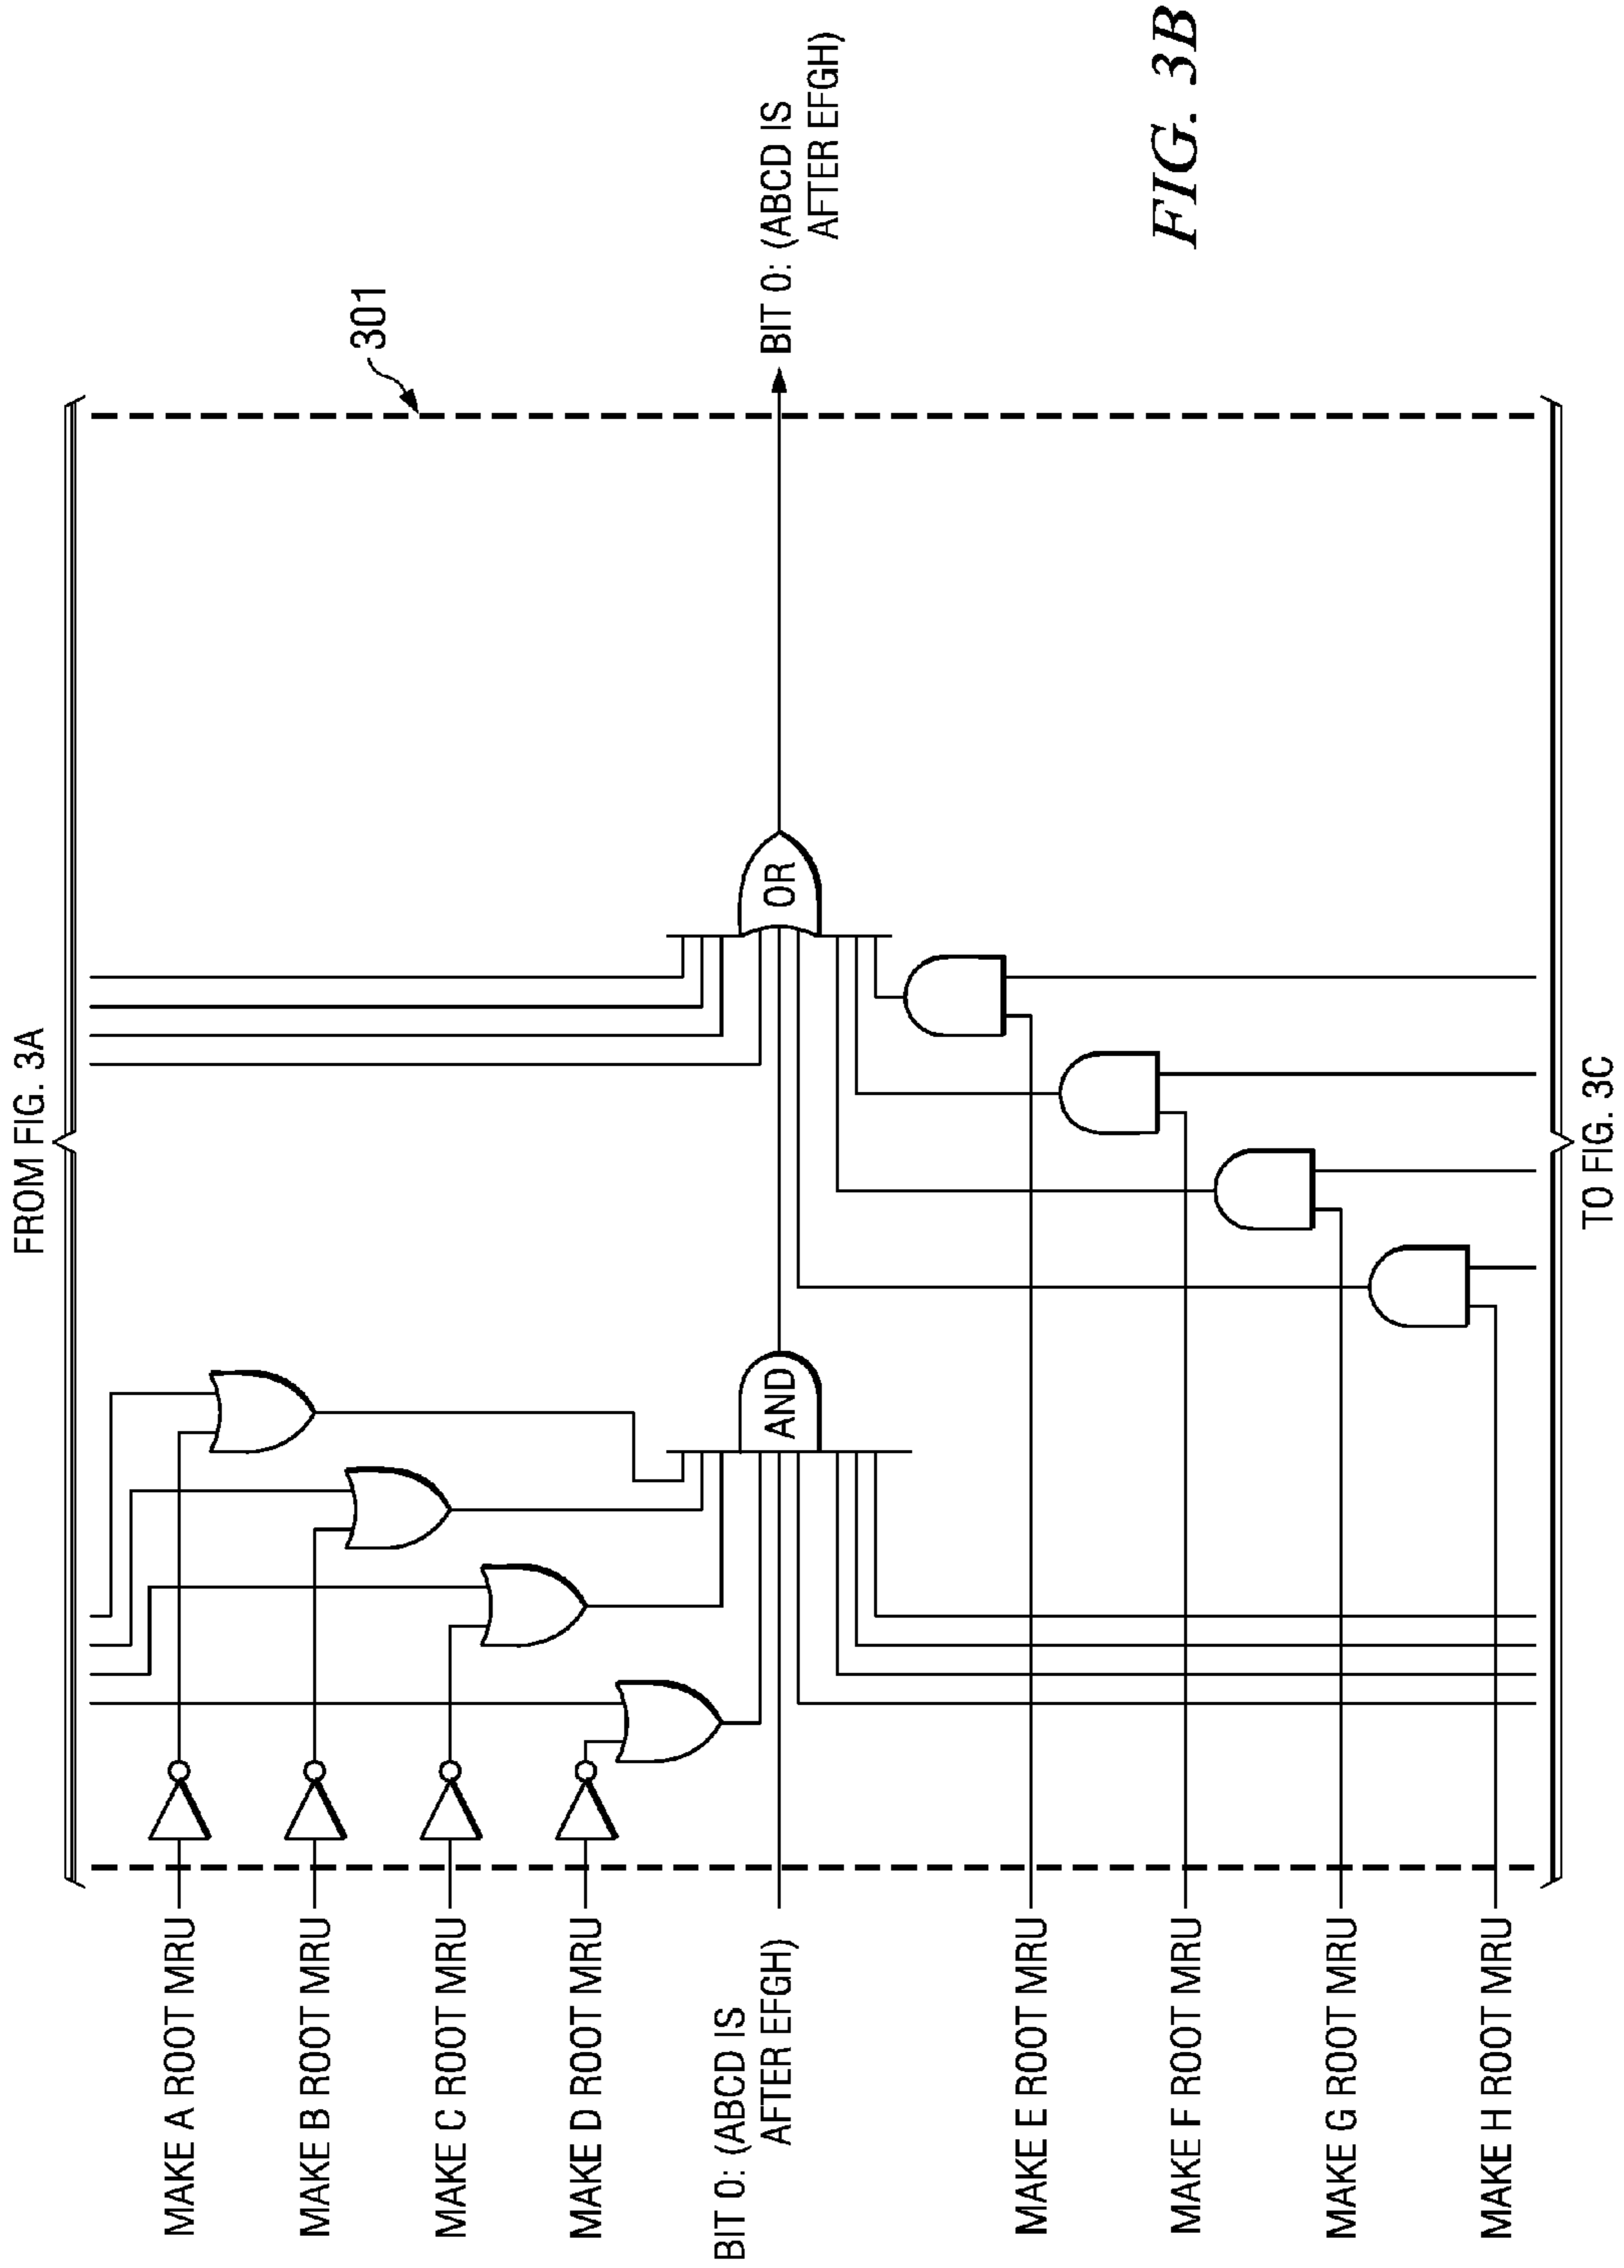 FROM FIG. 3A
MAKE A ROOT MRU
MAKE B ROOT MRU
MAKE C ROOT MRU
MAKE D ROOT MRU
BIT 0: (ABCD IS
AFTER EFGH)
MAKE E ROOT MRU
MAKE F ROOT MRU
MAKE G ROOT MRU
MAKE H ROOT MRU
AND
OR
301
BIT 0: (ABCD IS
AFTER EFGH)
TO FIG. 3C
FIG. 3B